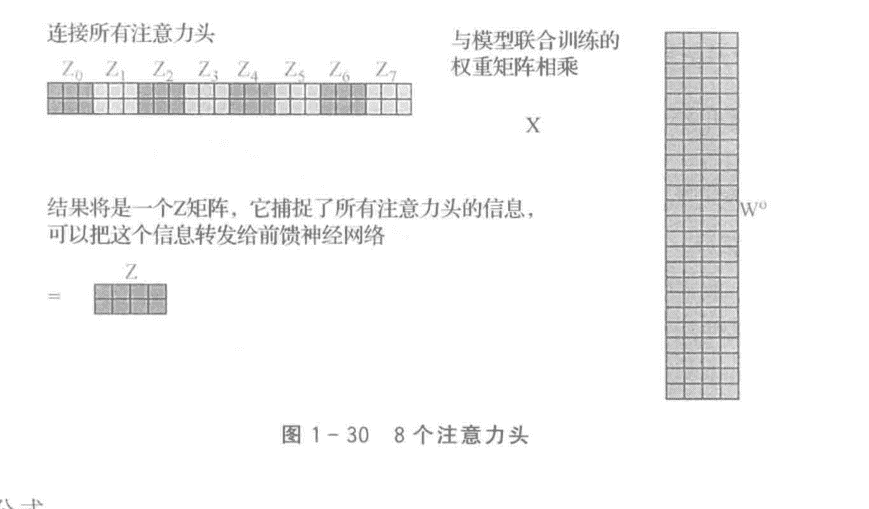 连接所有注意力头
Z0 Z1 Z2 Z3 Z4 Z5 Z6 Z7
与模型联合训练的
权重矩阵相乘
X
W^o
结果将是一个Z矩阵，它捕捉了所有注意力头的信息，
可以把这个信息转发给前馈神经网络
Z
=
图 1-30 8 个注意力头